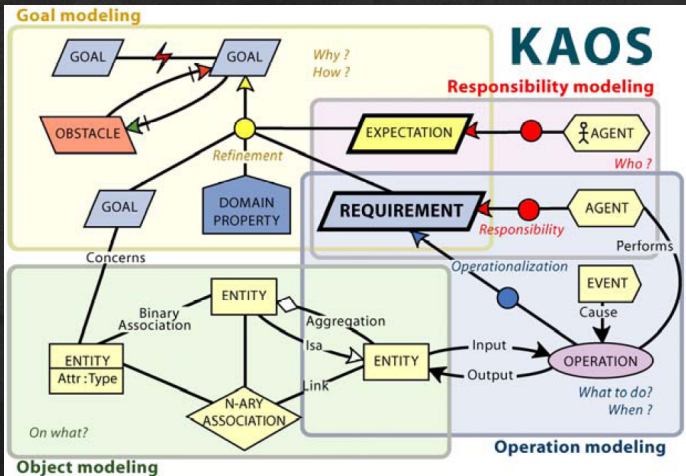 Goal modeling
KAOS
GOAL
GOAL
Why ?
How ?
Responsibility modeling
OBSTACLE
EXPECTATION
AGENT
Refinement
Who ?
GOAL
DOMAIN
PROPERTY
REQUIREMENT
AGENT
Responsibility
Concerns
Performs
Operationalization
EVENT
Binary
Association
ENTITY
Aggregation
Cause
ENTITY
Attr : Type
Isa
ENTITY
Input
OPERATION
Link
Output
N-ARY
ASSOCIATION
What to do?
When ?
On what?
Operation modeling
Object modeling